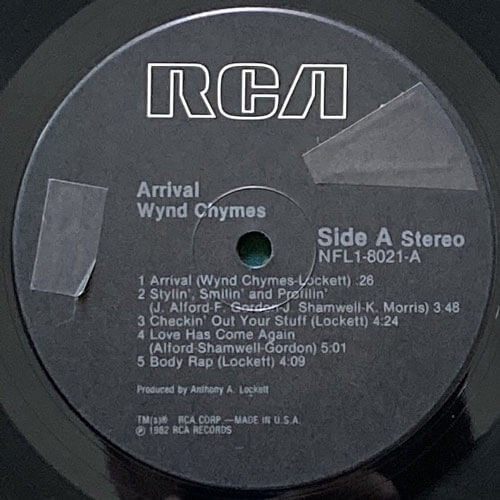 RCA
Arrival
Wynd Chymes
Side A Stereo
NFL1-8021-A
1 Arrival (Wynd Chymes-Lockett) :26
2 Stylin', Smilin' and Profilin'
(J. Alford-F. Gordon-J. Shamwell-K. Morris) 3:48
3 Checkin' Out Your Stuff (Lockett) 4:24
4 Love Has Come Again
(Alford-Shamwell-Gordon) 5:01
5 Body Rap (Lockett) 4:09
Produced by Anthony A. Lockett
TM(s)® RCA CORP.—MADE IN U.S.A.
℗ 1982 RCA RECORDS